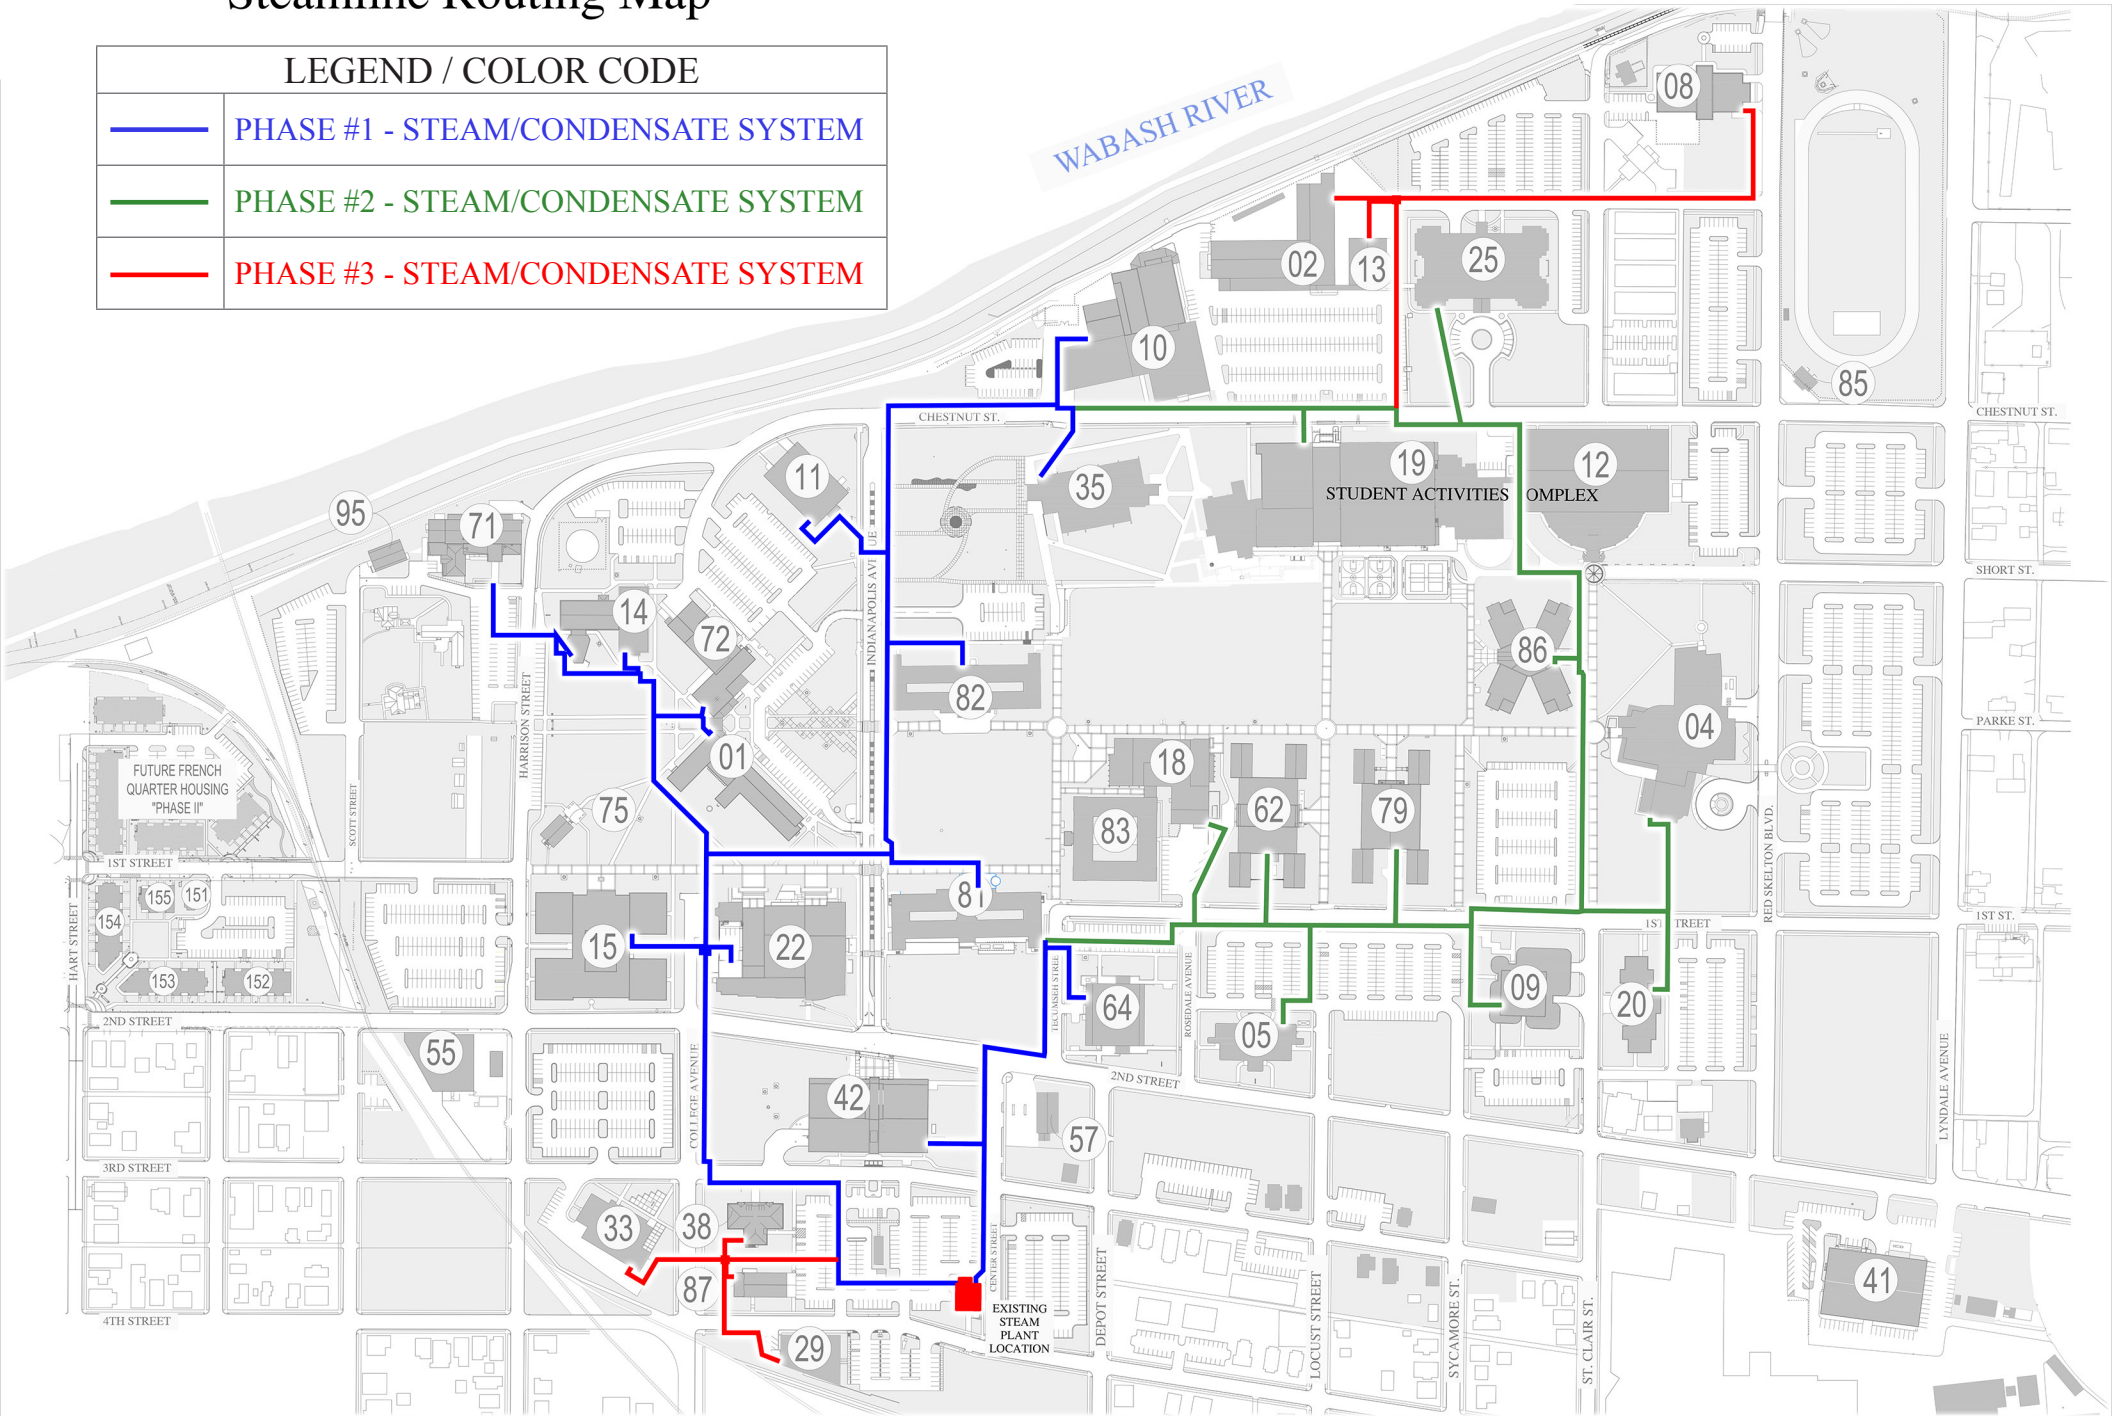 Steamline Routing Map
LEGEND / COLOR CODE
PHASE #1 - STEAM/CONDENSATE SYSTEM
PHASE #2 - STEAM/CONDENSATE SYSTEM
PHASE #3 - STEAM/CONDENSATE SYSTEM
WABASH RIVER
08
02
13
25
10
85
CHESTNUT ST.
CHESTNUT ST.
11
35
19
12
STUDENT ACTIVITIES OMPLEX
95
71
INDIANAPOLIS AVI UE
SHORT ST.
14
72
82
86
04
HARRISON STREET
PARKE ST.
01
18
FUTURE FRENCH
QUARTER HOUSING
"PHASE II"
SCOTT STREET
75
83
62
79
RED SKELTON BLVD.
1ST STREET
155
151
154
81
1ST STREET
1ST ST.
HART STREET
15
22
153
152
TECUMSEH STREE
ROSEDALE AVENUE
64
09
20
2ND STREET
05
55
COLLEGE AVENUE
42
2ND STREET
57
LYNDALE AVENUE
3RD STREET
33
38
87
CENTER STREET
41
4TH STREET
EXISTING
STEAM
PLANT
LOCATION
DEPOT STREET
LOCUST STREET
SYCAMORE ST.
ST. CLAIR ST.
29